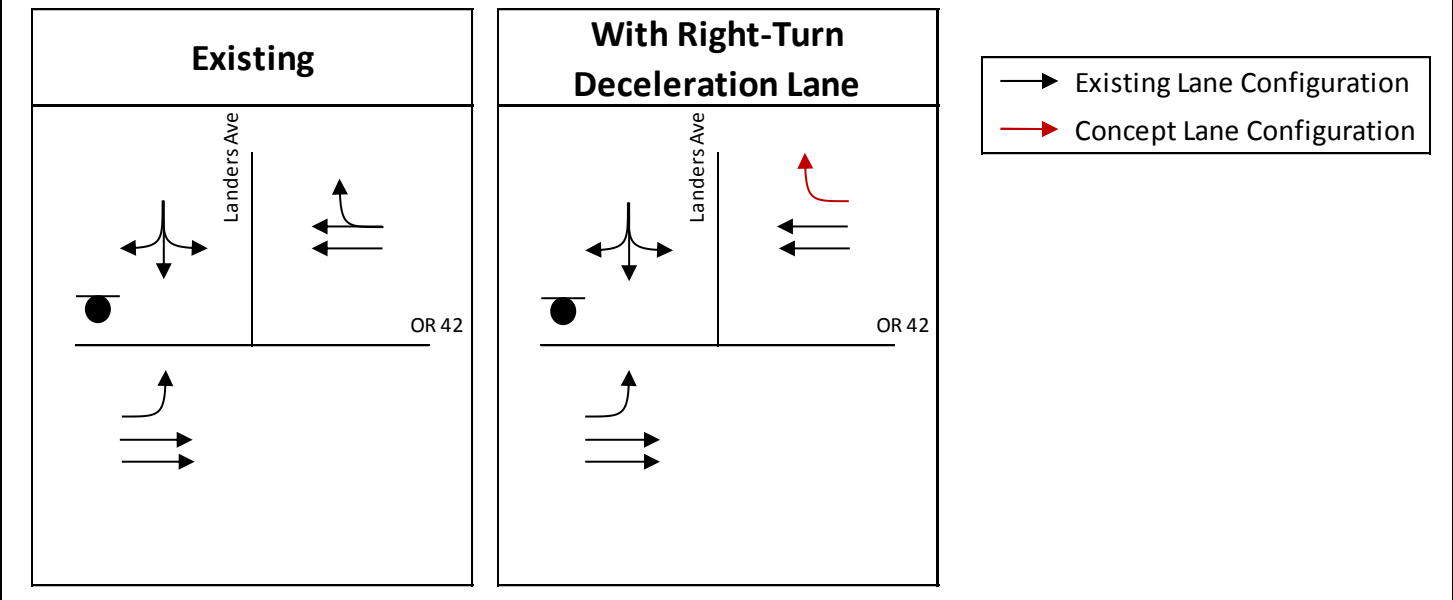 Existing
With Right-Turn
Deceleration Lane
Existing Lane Configuration
Concept Lane Configuration
Landers Ave
OR 42
Landers Ave
OR 42